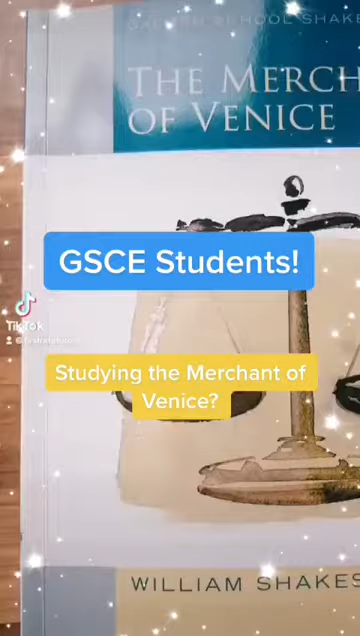 SCHOOL SHAKE
THE MERCH
OF VENICE
GSCE Students!
TikTok
Studying the Merchant of
Venice?
WILLIAM SHAKES